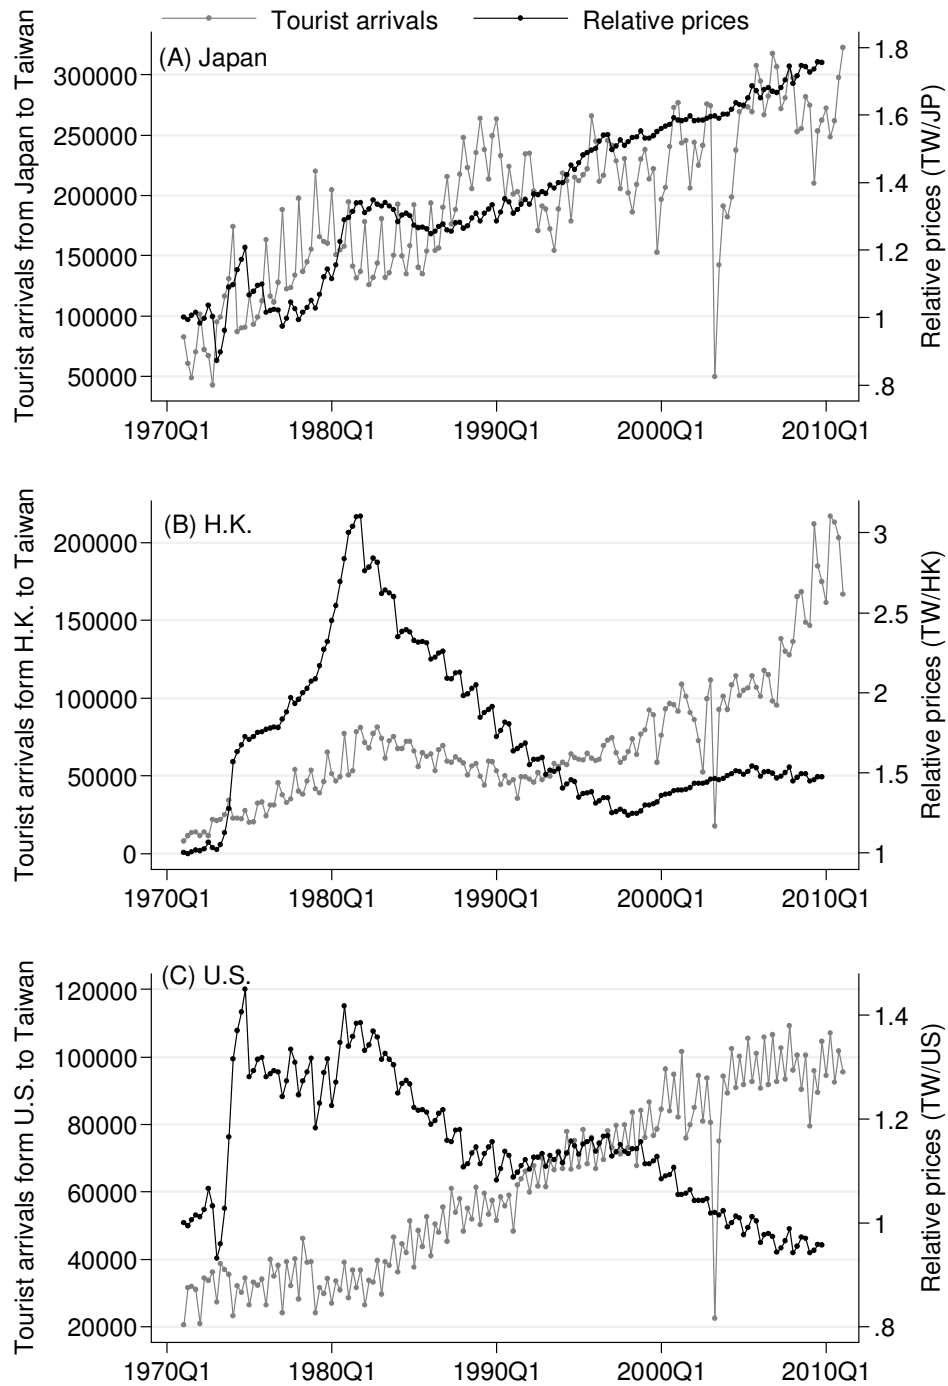 Tourist arrivals Relative prices
(A) Japan
Tourist arrivals from Japan to Taiwan
300000
250000
200000
150000
100000
50000
1.8
1.6
1.4
1.2
1
.8
Relative prices (TW/JP)
1970Q1 1980Q1 1990Q1 2000Q1 2010Q1
(B) H.K.
Tourist arrivals form H.K. to Taiwan
200000
150000
100000
50000
0
3
2.5
2
1.5
1
Relative prices (TW/HK)
1970Q1 1980Q1 1990Q1 2000Q1 2010Q1
(C) U.S.
Tourist arrivals form U.S. to Taiwan
120000
100000
80000
60000
40000
20000
1.4
1.2
1
.8
Relative prices (TW/US)
1970Q1 1980Q1 1990Q1 2000Q1 2010Q1